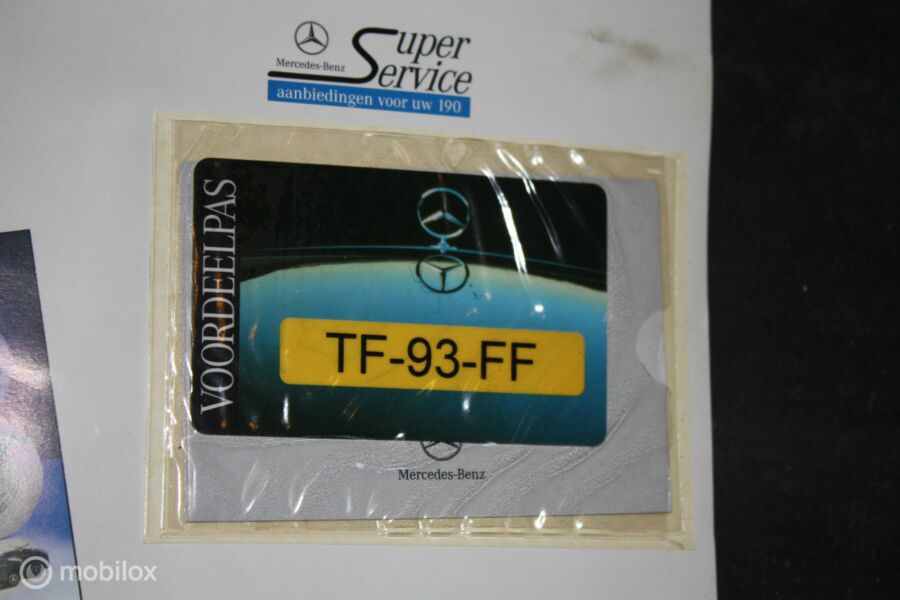 Super
Service
Mercedes-Benz
aanbiedingen voor uw 190
VOORDEELPAS
TF-93-FF
Mercedes-Benz
mobilox